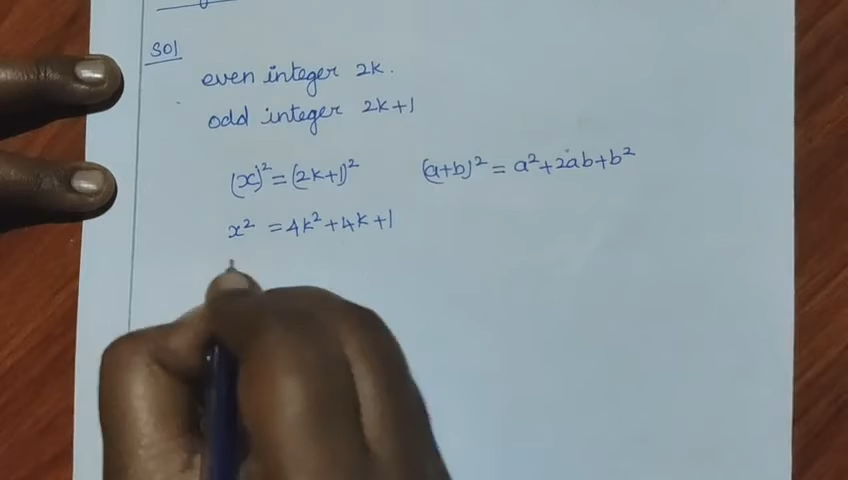 Sol
even integer 2k.
odd integer 2k+1
(x)² = (2k+1)² (a+b)² = a²+2ab+b²
x² = 4k²+4k+1